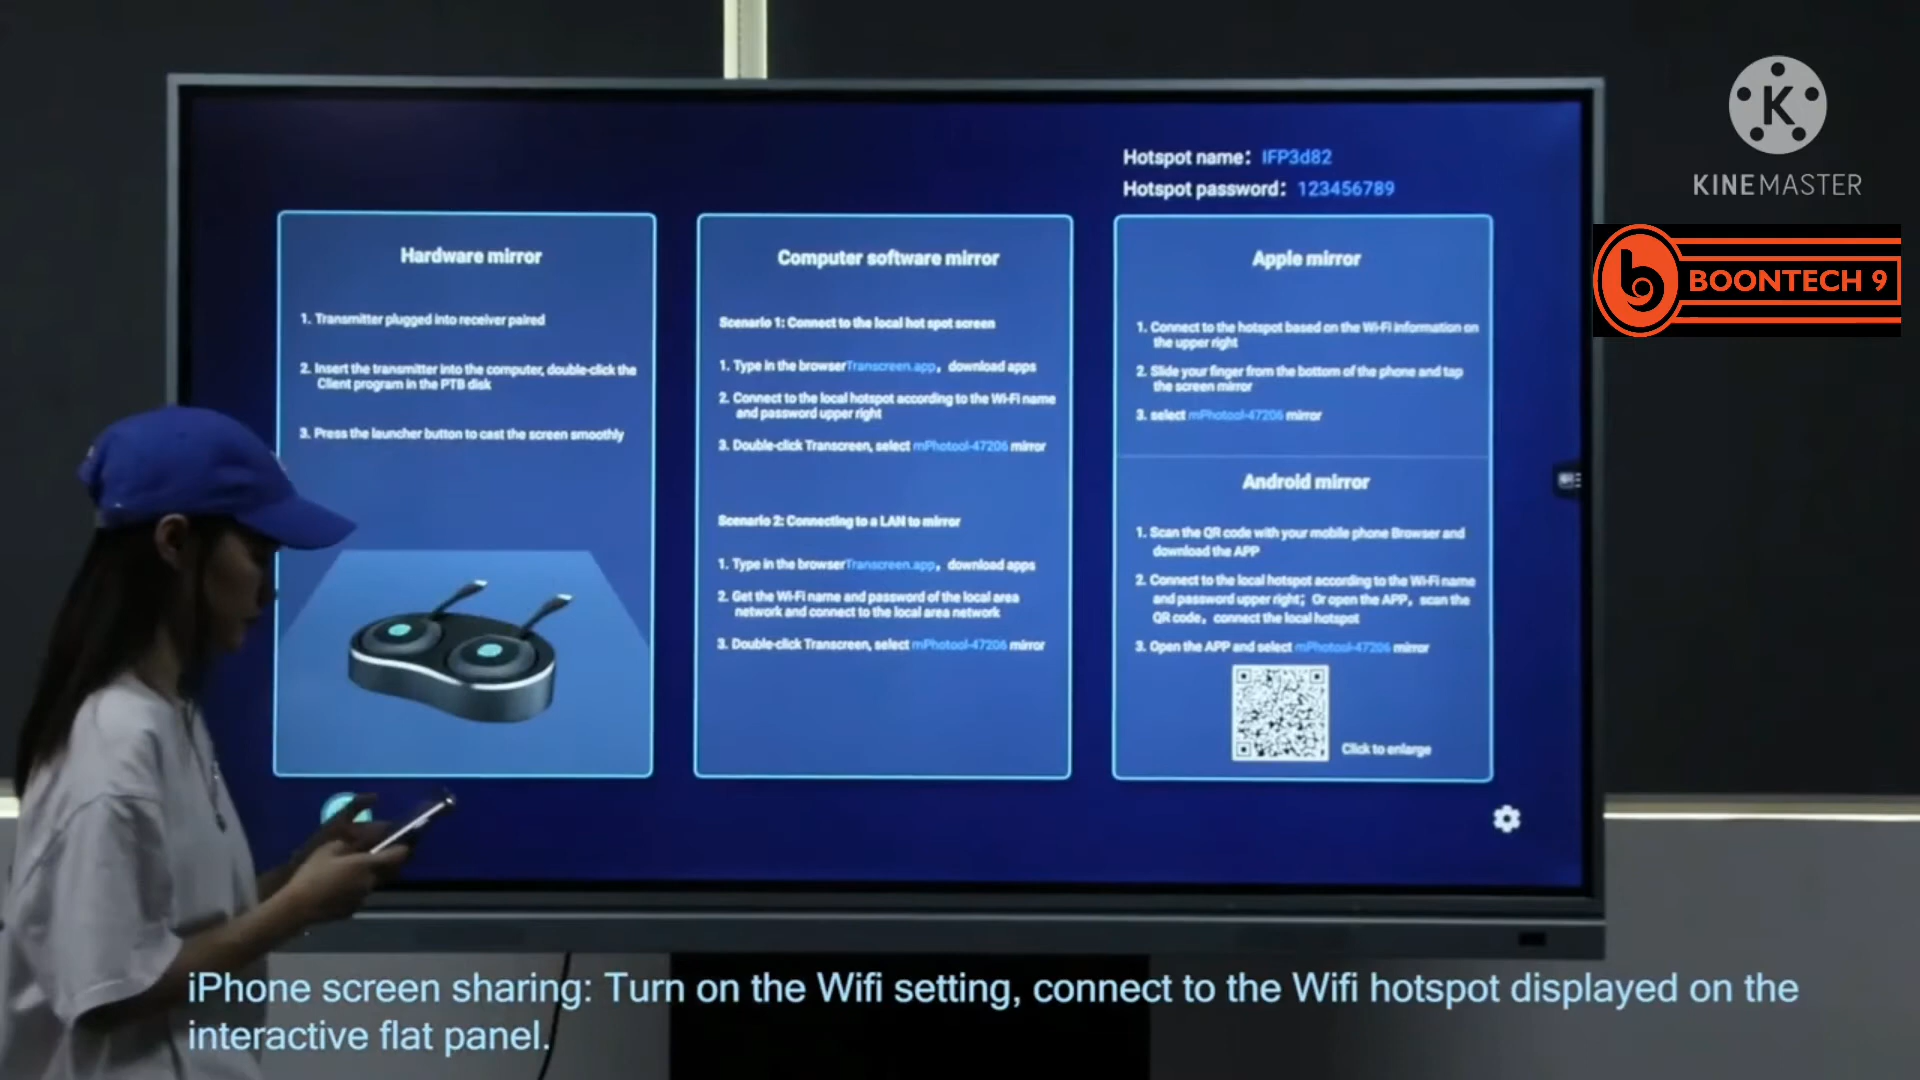 Hotspot name: IFP3d82
Hotspot password: 123456789
Hardware mirror
1. Transmitter plugged into receiver paired
2. Insert the transmitter into the computer, double-click the
Client program in the PTB disk
3. Press the launcher button to cast the screen smoothly
Computer software mirror
Scenario 1: Connect to the local hot spot screen
1. Type in the browserTranscreen.app, download apps
2. Connect to the local hotspot according to the Wi-Fi name
and password upper right
3. Double-click Transcreen, select mPhotool-47206 mirror
Scenario 2: Connecting to a LAN to mirror
1. Type in the browserTranscreen.app, download apps
2. Get the Wi-Fi name and password of the local area
network and connect to the local area network
3. Double-click Transcreen, select mPhotool-47206 mirror
Apple mirror
1. Connect to the hotspot based on the Wi-Fi information on
the upper right
2. Slide your finger from the bottom of the phone and tap
the screen mirror
3. select mPhotool-47206 mirror
Android mirror
1. Scan the QR code with your mobile phone Browser and
download the APP
2. Connect to the local hotspot according to the Wi-Fi name
and password upper right; Or open the APP, scan the
QR code, connect the local hotspot
3. Open the APP and select mPhotool-47206 mirror
Click to enlarge
K
KINEMASTER
b BOONTECH 9
iPhone screen sharing: Turn on the Wifi setting, connect to the Wifi hotspot displayed on the
interactive flat panel.